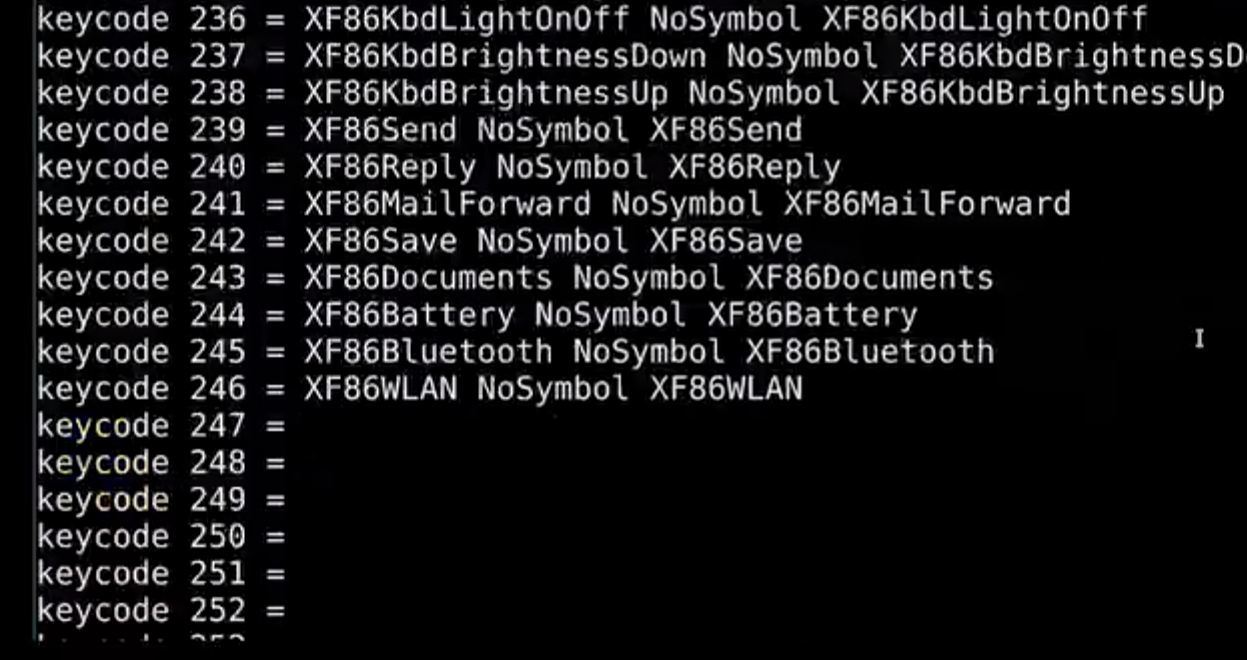 keycode 236 = XF86KbdLightOnOff NoSymbol XF86KbdLightOnOff
keycode 237 = XF86KbdBrightnessDown NoSymbol XF86KbdBrightnessD
keycode 238 = XF86KbdBrightnessUp NoSymbol XF86KbdBrightnessUp
keycode 239 = XF86Send NoSymbol XF86Send
keycode 240 = XF86Reply NoSymbol XF86Reply
keycode 241 = XF86MailForward NoSymbol XF86MailForward
keycode 242 = XF86Save NoSymbol XF86Save
keycode 243 = XF86Documents NoSymbol XF86Documents
keycode 244 = XF86Battery NoSymbol XF86Battery
keycode 245 = XF86Bluetooth NoSymbol XF86Bluetooth
keycode 246 = XF86WLAN NoSymbol XF86WLAN
keycode 247 =
keycode 248 =
keycode 249 =
keycode 250 =
keycode 251 =
keycode 252 =